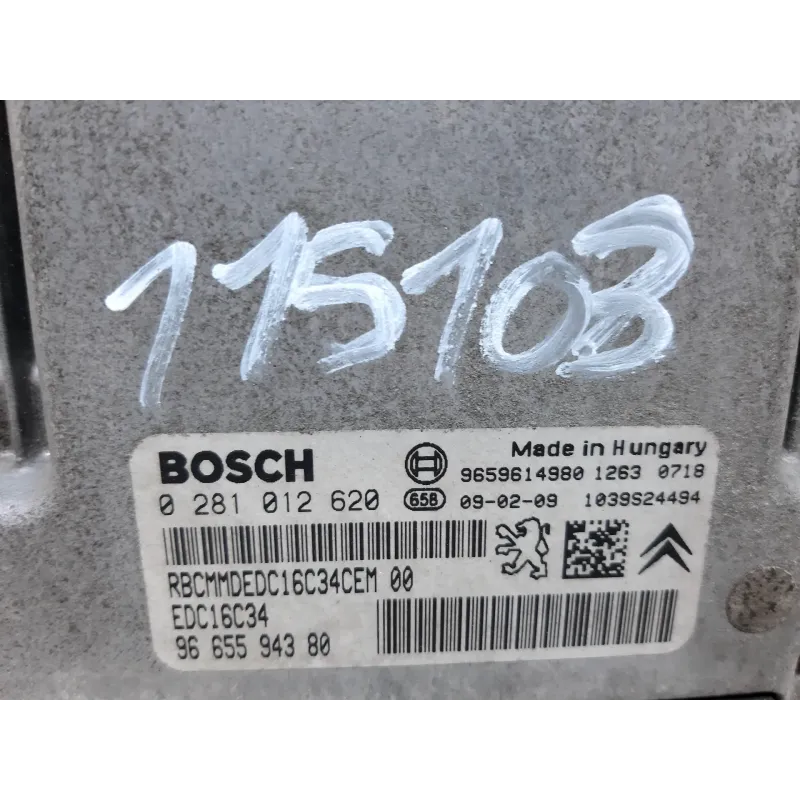 115103
BOSCH
Made in Hungary
9659614980 1263 0718
0 281 012 620 658 09-02-09 1039S24494
RBCMMDEDC16C34CEM 00
EDC16C34
96 655 943 80